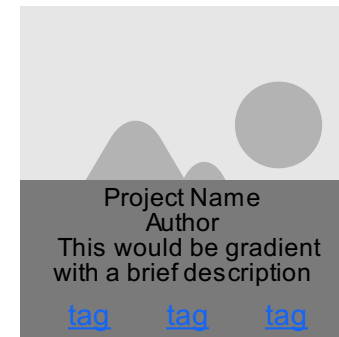 Project Name
Author
This would be gradient
with a brief description
tag tag tag